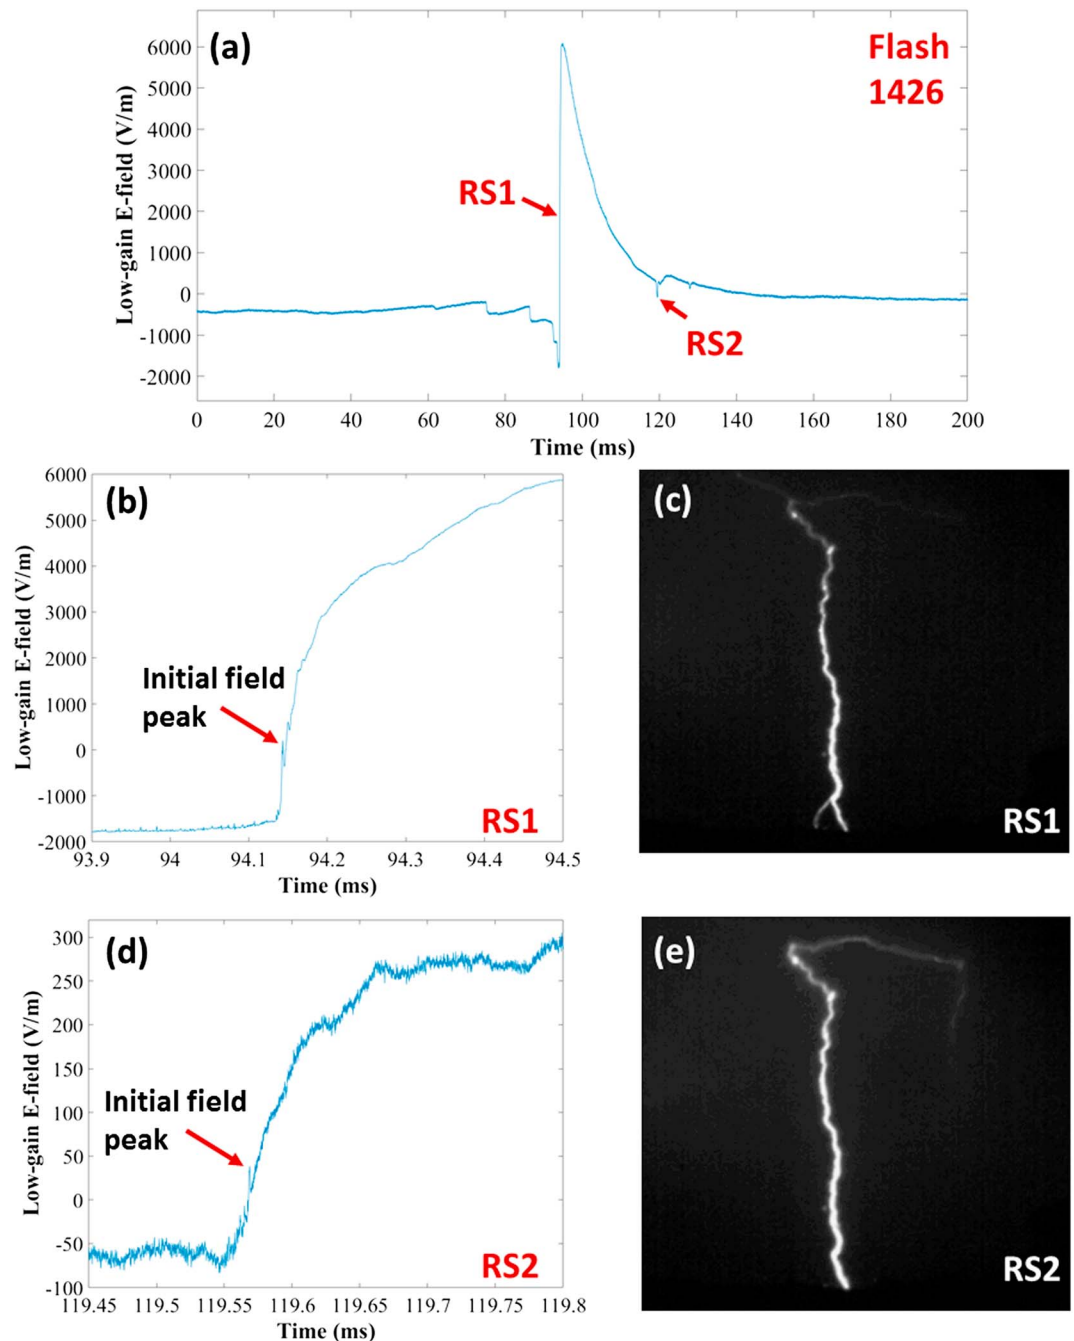 (a)
Flash
1426
Low-gain E-field (V/m)
6000
5000
4000
3000
2000
1000
0
-1000
-2000
RS1
RS2
0 20 40 60 80 100 120 140 160 180 200
Time (ms)
(b)
Low-gain E-field (V/m)
6000
5000
4000
3000
2000
1000
0
-1000
-2000
Initial field
peak
RS1
93.9 94 94.1 94.2 94.3 94.4 94.5
Time (ms)
(c)
RS1
(d)
Low-gain E-field (V/m)
300
250
200
150
100
50
0
-50
-100
Initial field
peak
RS2
119.45 119.5 119.55 119.6 119.65 119.7 119.75 119.8
Time (ms)
(e)
RS2